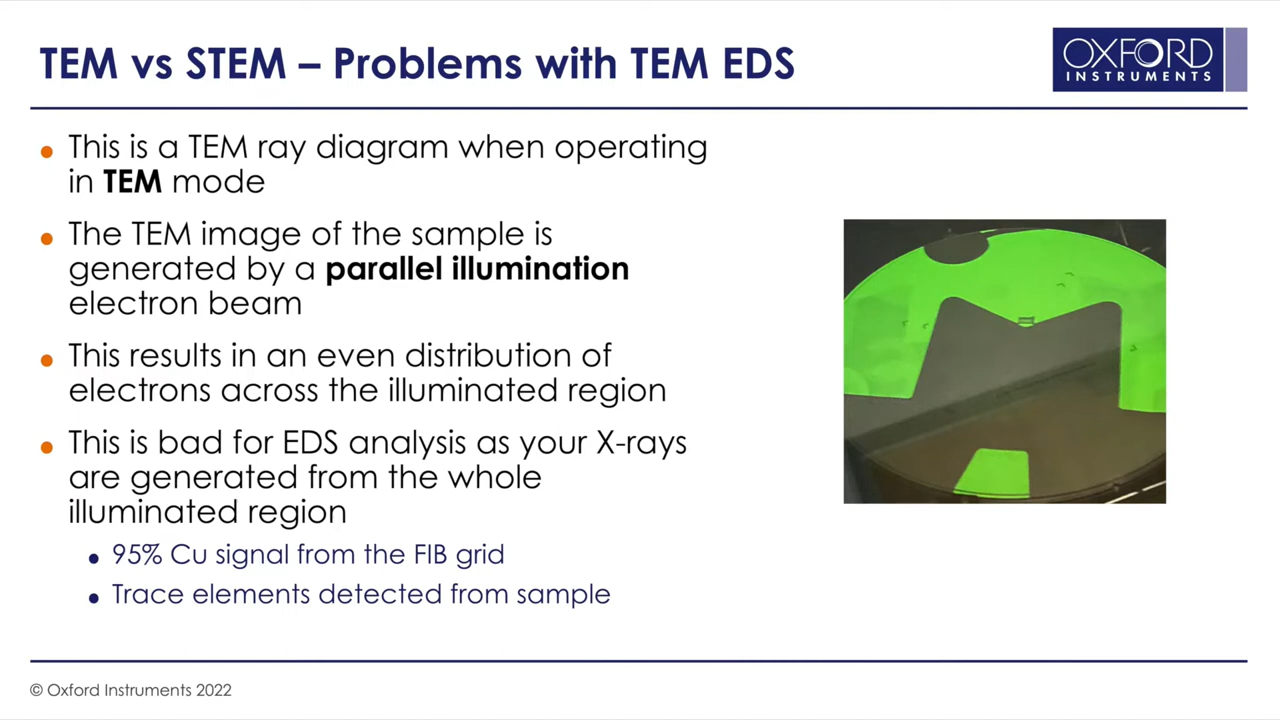 TEM vs STEM – Problems with TEM EDS
OXFORD
INSTRUMENTS
• This is a TEM ray diagram when operating
in TEM mode
• The TEM image of the sample is
generated by a parallel illumination
electron beam
• This results in an even distribution of
electrons across the illuminated region
• This is bad for EDS analysis as your X-rays
are generated from the whole
illuminated region
• 95% Cu signal from the FIB grid
• Trace elements detected from sample
© Oxford Instruments 2022